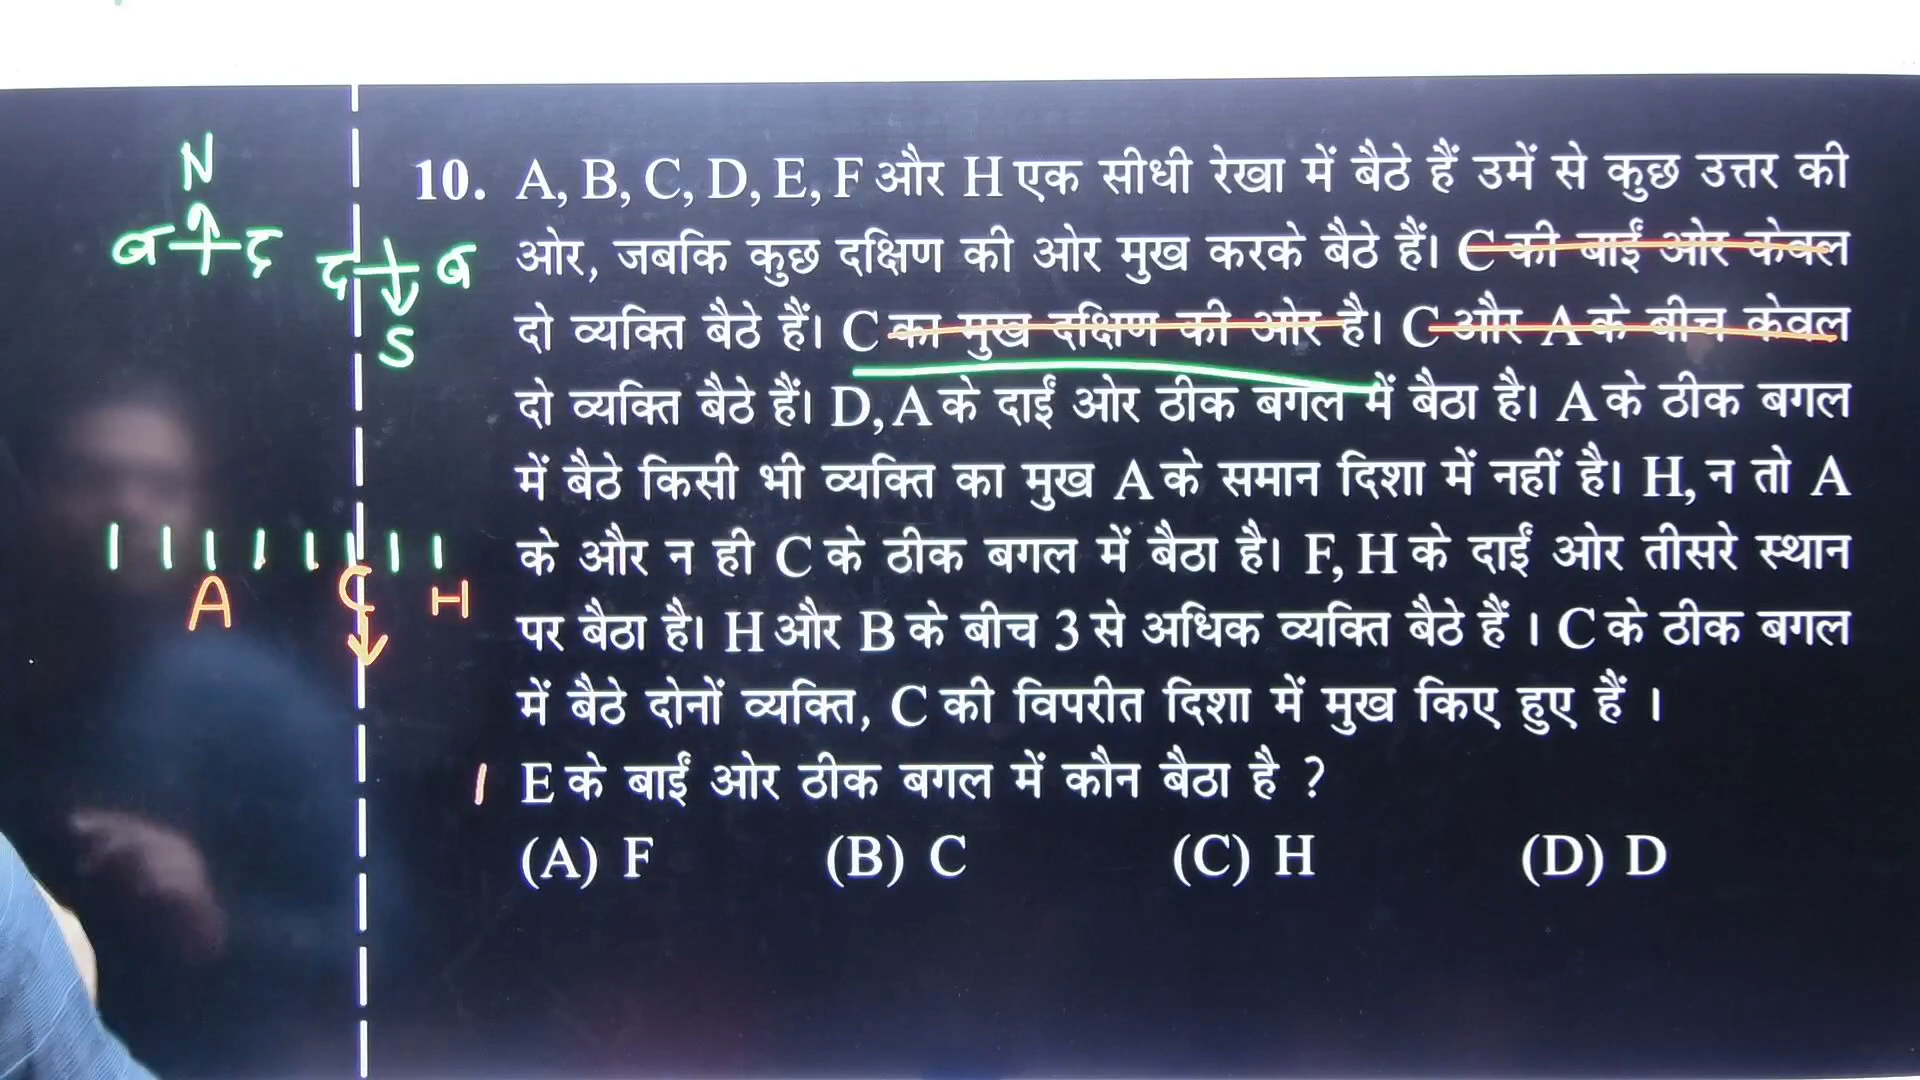 N
ब द
द ब
S
A C H
10. A, B, C, D, E, F और H एक सीधी रेखा में बैठे हैं उमें से कुछ उत्तर की
ओर, जबकि कुछ दक्षिण की ओर मुख करके बैठे हैं। C की बाईं ओर केवल
दो व्यक्ति बैठे हैं। C का मुख दक्षिण की ओर है। C और A के बीच केवल
दो व्यक्ति बैठे हैं। D, A के दाईं ओर ठीक बगल में बैठा है। A के ठीक बगल
में बैठे किसी भी व्यक्ति का मुख A के समान दिशा में नहीं है। H, न तो A
के और न ही C के ठीक बगल में बैठा है। F, H के दाईं ओर तीसरे स्थान
पर बैठा है। H और B के बीच 3 से अधिक व्यक्ति बैठे हैं । C के ठीक बगल
में बैठे दोनों व्यक्ति, C की विपरीत दिशा में मुख किए हुए हैं ।
E के बाईं ओर ठीक बगल में कौन बैठा है ?
(A) F (B) C (C) H (D) D